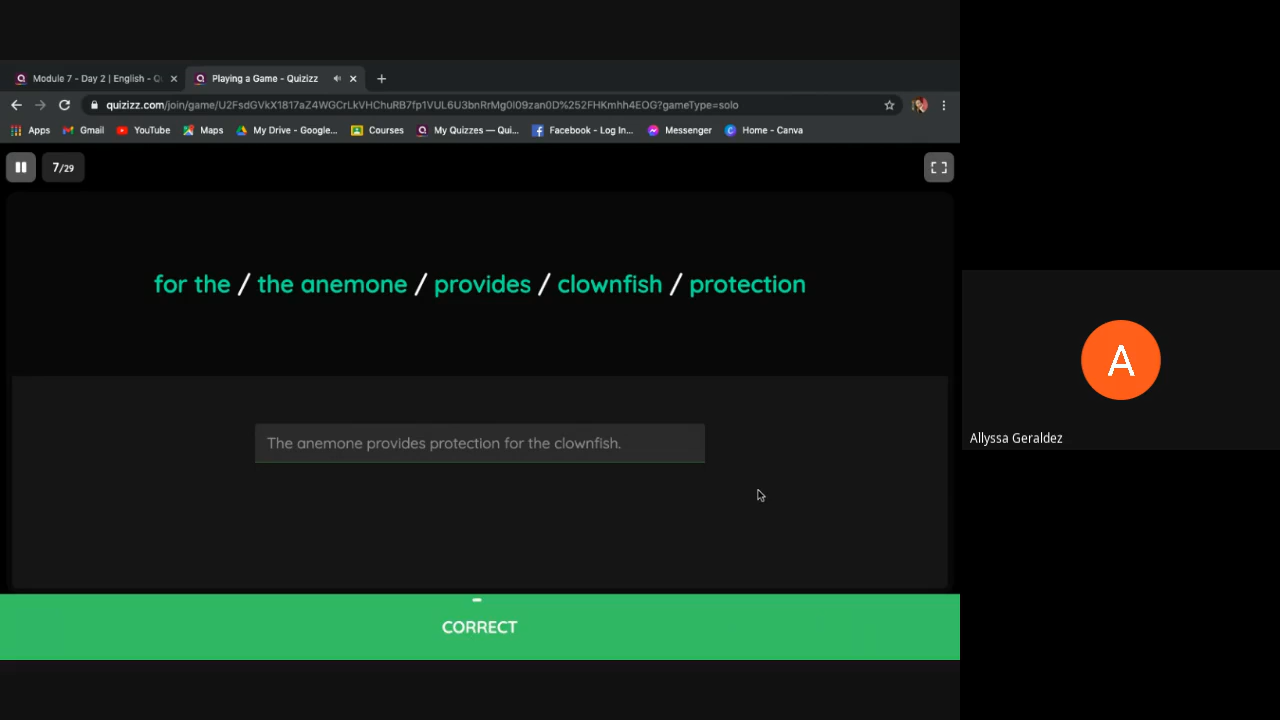 Module 7 - Day 2 | English - Q
Playing a Game - Quizizz
quizizz.com/join/game/U2FsdGVkX1817aZ4WGCrLkVHChuRB7fp1VUL6U3bnRrMg0l09zan0D%252FHKmhh4EOG?gameType=solo
Apps
Gmail
YouTube
Maps
My Drive - Google...
Courses
My Quizzes — Qui...
Facebook - Log In...
Messenger
Home - Canva
7/29
for the / the anemone / provides / clownfish / protection
The anemone provides protection for the clownfish.
CORRECT
A
Allyssa Geraldez